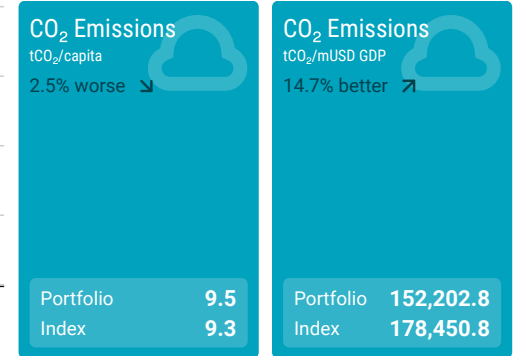 CO₂ Emissions
tCO₂/capita
2.5% worse
Portfolio 9.5
Index 9.3
CO₂ Emissions
tCO₂/mUSD GDP
14.7% better
Portfolio 152,202.8
Index 178,450.8